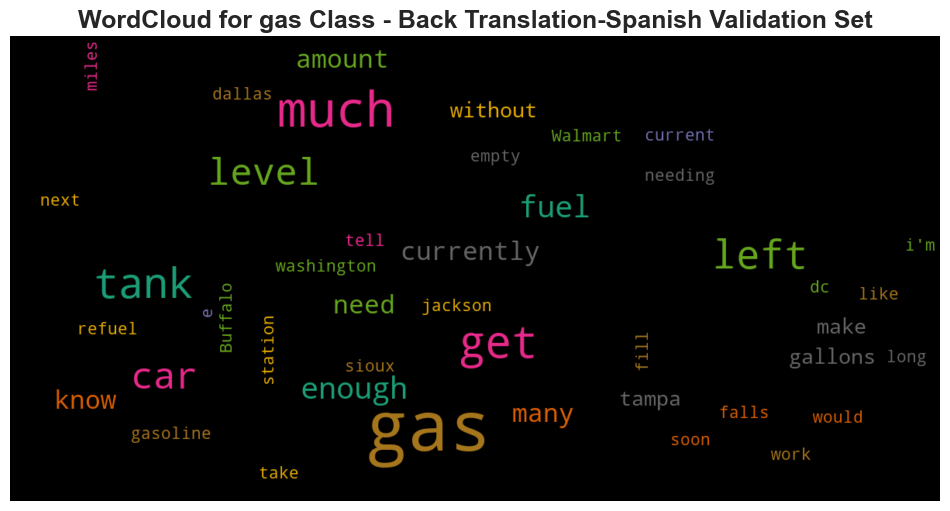 WordCloud for gas Class - Back Translation-Spanish Validation Set
miles
amount
dallas
much
without
Walmart
current
empty
level
needing
next
fuel
tell
currently
left
i'm
washington
tank
dc
like
Buffalo
need
jackson
e
refuel
station
get
fill
make
gallons
long
sioux
car
enough
know
tampa
gas
many
falls
would
gasoline
soon
work
take